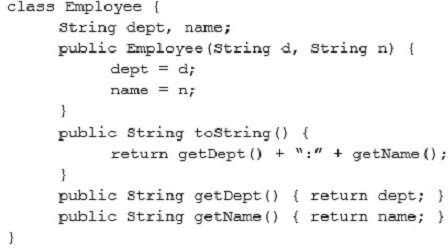 class Employee {
String dept, name;
public Employee(String d, String n) {
dept = d;
name = n;
}
public String toString() {
return getDept() + “:” + getName();
}
public String getDept() { return dept; }
public String getName() { return name; }
}